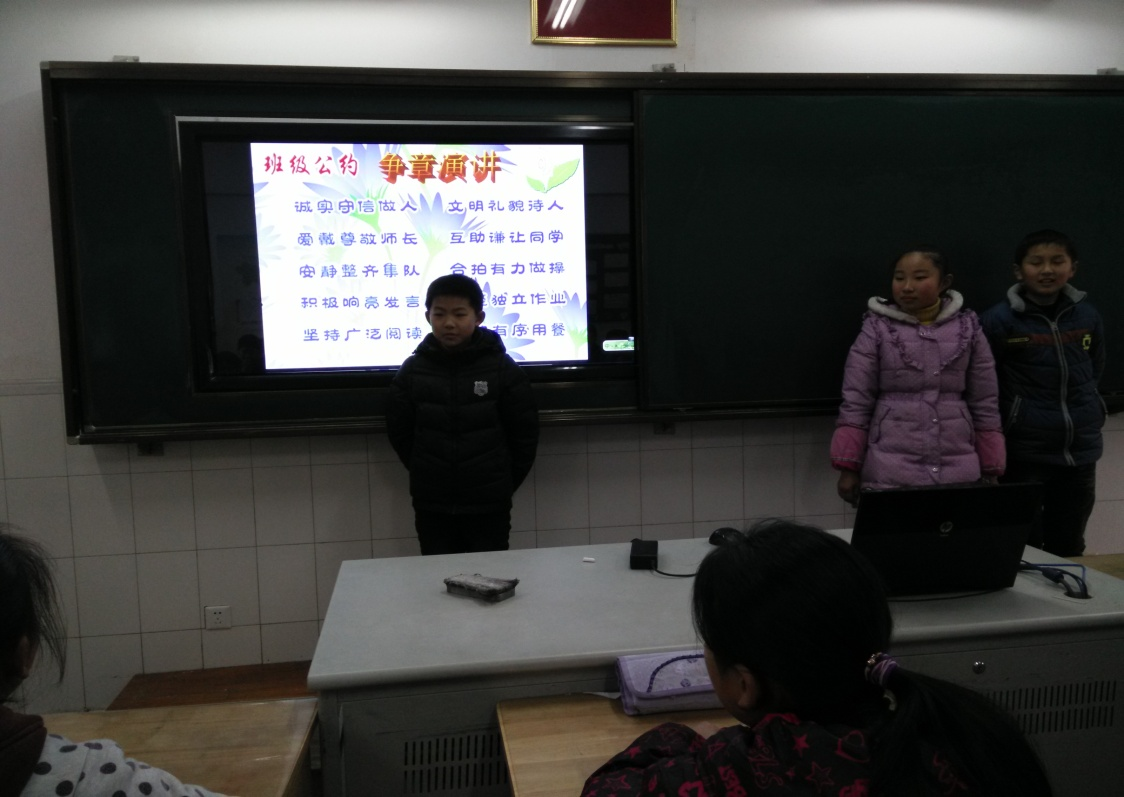 班级公约 争章演讲
诚实守信做人 文明礼貌待人
爱戴尊敬师长 互助谦让同学
安静整齐集队 合拍有力做操
积极响亮发言 独立作业
坚持广泛阅读 有序用餐